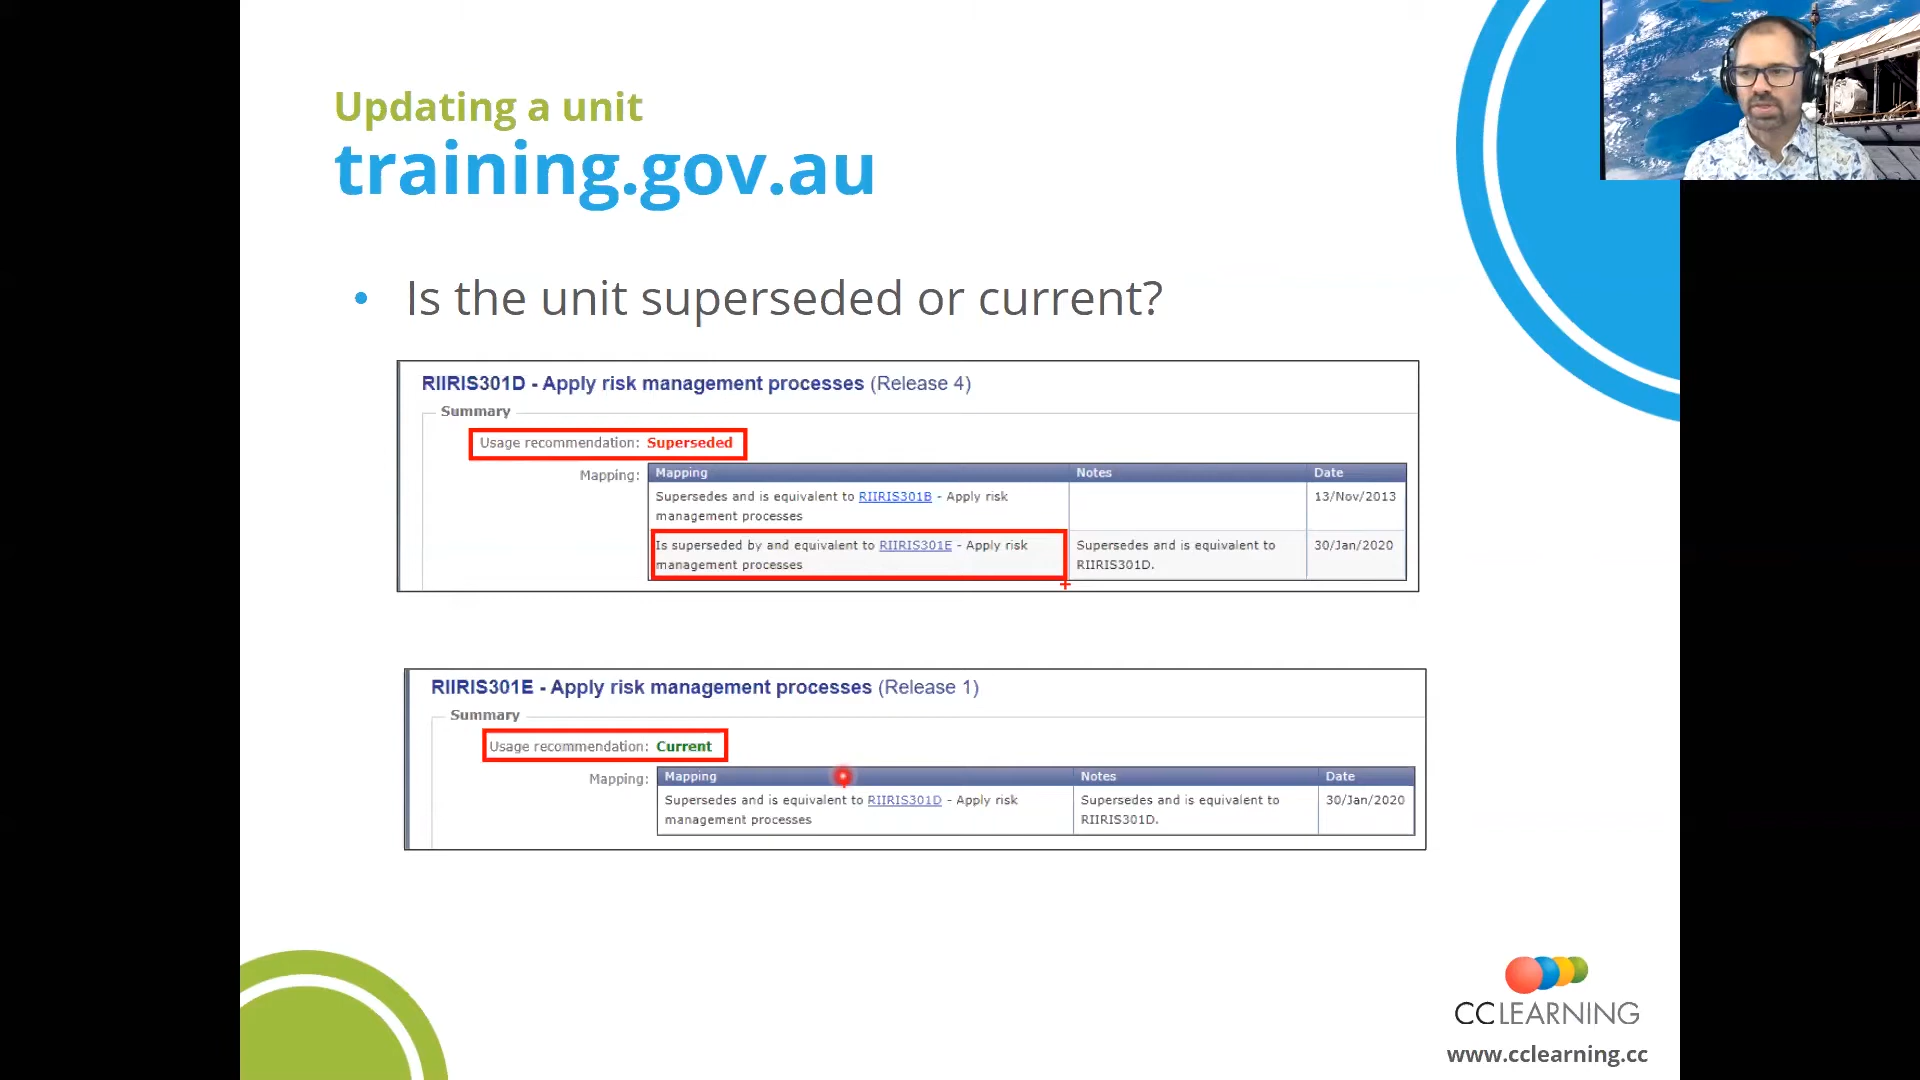 Updating a unit
training.gov.au
• Is the unit superseded or current?
RIIRIS301D - Apply risk management processes (Release 4)
Summary
Usage recommendation: Superseded
Mapping:
Mapping Notes Date
Supersedes and is equivalent to RIIRIS301B - Apply risk 13/Nov/2013
management processes
Is superseded by and equivalent to RIIRIS301E - Apply risk Supersedes and is equivalent to 30/Jan/2020
management processes RIIRIS301D.
RIIRIS301E - Apply risk management processes (Release 1)
Summary
Usage recommendation: Current
Mapping:
Mapping Notes Date
Supersedes and is equivalent to RIIRIS301D - Apply risk Supersedes and is equivalent to 30/Jan/2020
management processes RIIRIS301D.
CCLEARNING
www.cclearning.cc